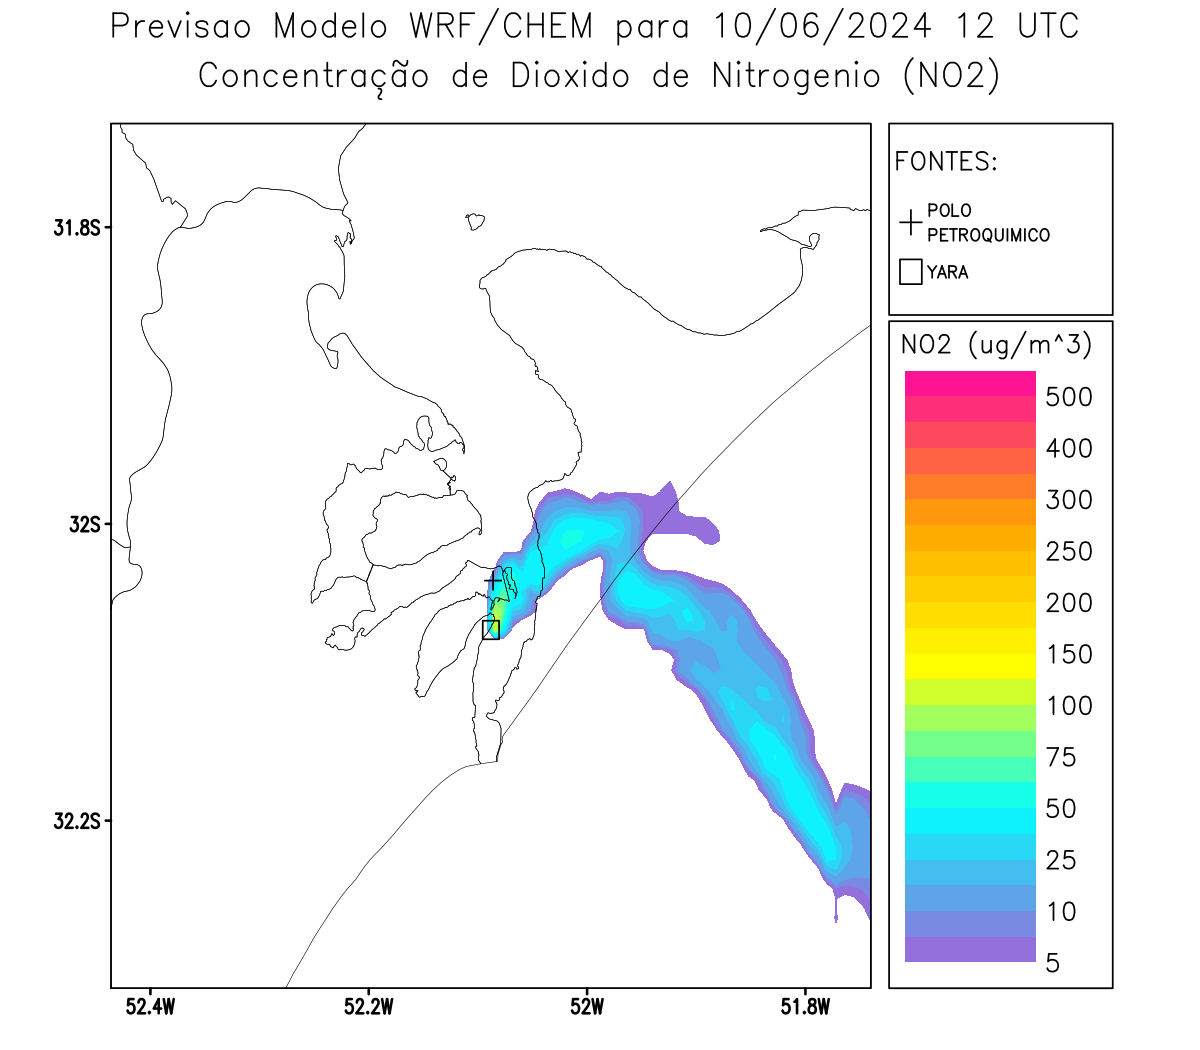 Previsao Modelo WRF/CHEM para 10/06/2024 12 UTC
Concentração de Dioxido de Nitrogenio (NO2)
FONTES:
POLO
PETROQUIMICO
YARA
NO2 (ug/m^3)
500
400
300
250
200
150
100
75
50
25
10
5
31.8S
32S
32.2S
52.4W
52.2W
52W
51.8W